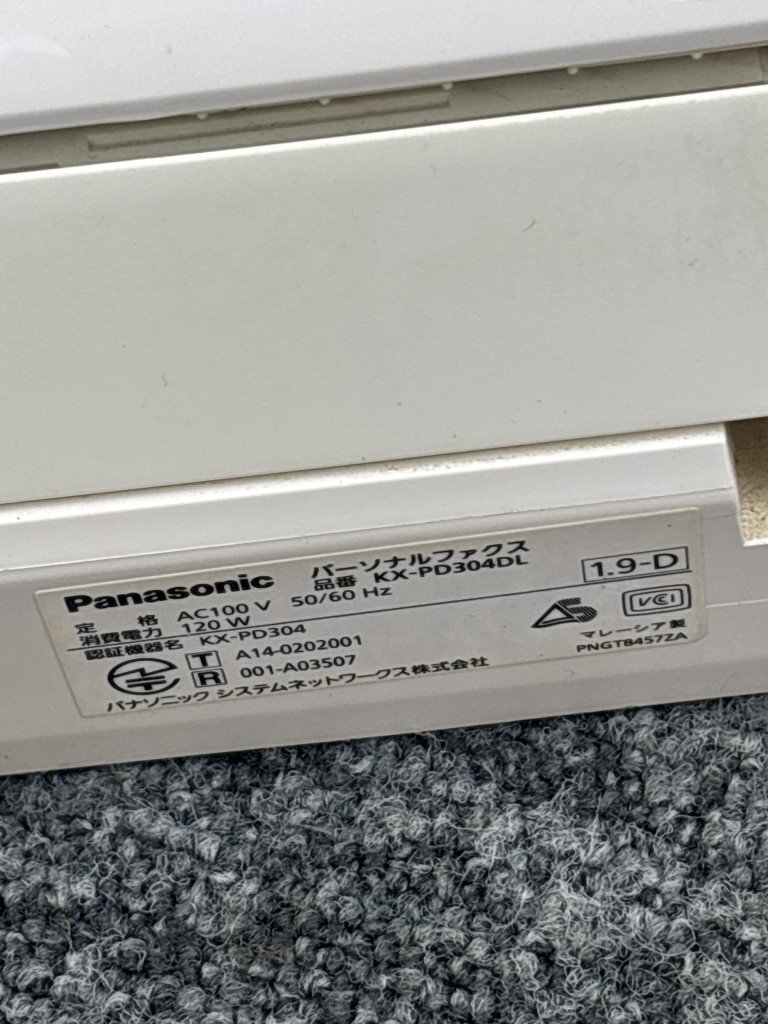 Panasonic パーソナルファクス
品番 KX-PD304DL
定 格 AC100 V 50/60 Hz
消費電力 120 W
認証機器名 KX-PD304
T A14-0202001
R 001-A03507
パナソニック システムネットワークス株式会社
1.9-D
VCI
マレーシア製
PNGTB457ZA